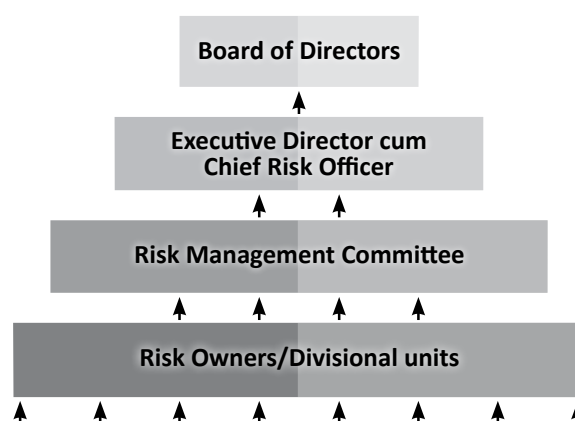 Board of Directors
Executive Director cum
Chief Risk Officer
Risk Management Committee
Risk Owners/Divisional units